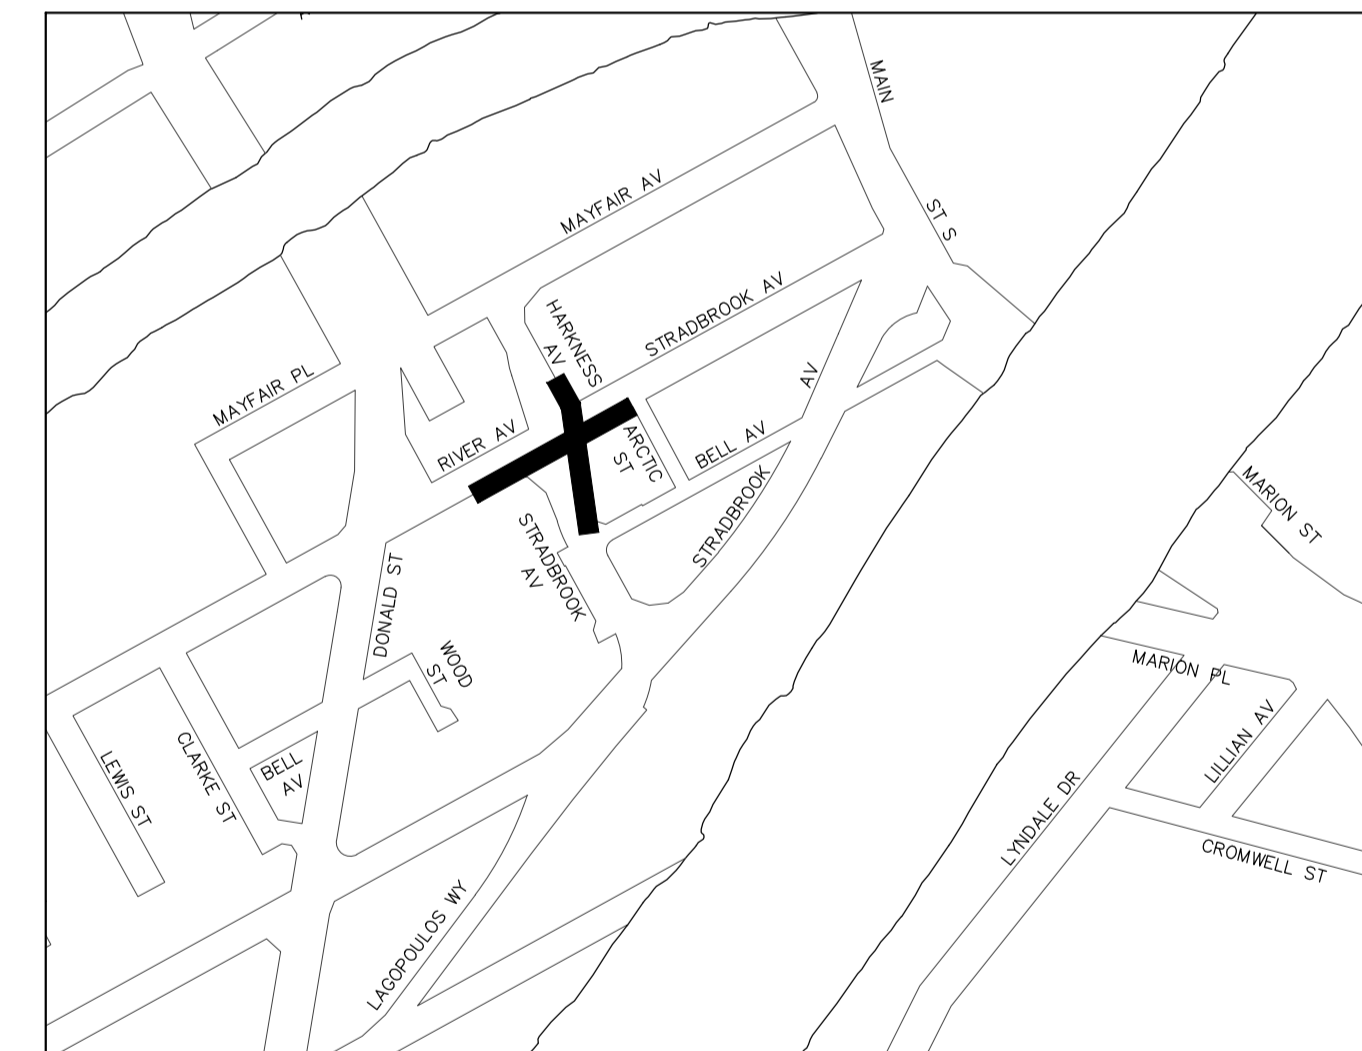 MAIN
ST S
MAYFAIR AV
HARKNESS
AV
STRADBROOK AV
MAYFAIR PL
RIVER AV
ARCTIC
ST
BELL AV
AV
STRADBROOK
STRADBROOK
AV
DONALD ST
WOOD
ST
MARION ST
MARION PL
LILLIAN AV
LYNDALE DR
CROMWELL ST
LEWIS ST
CLARKE ST
BELL
AV
LAGOPOULOS WY